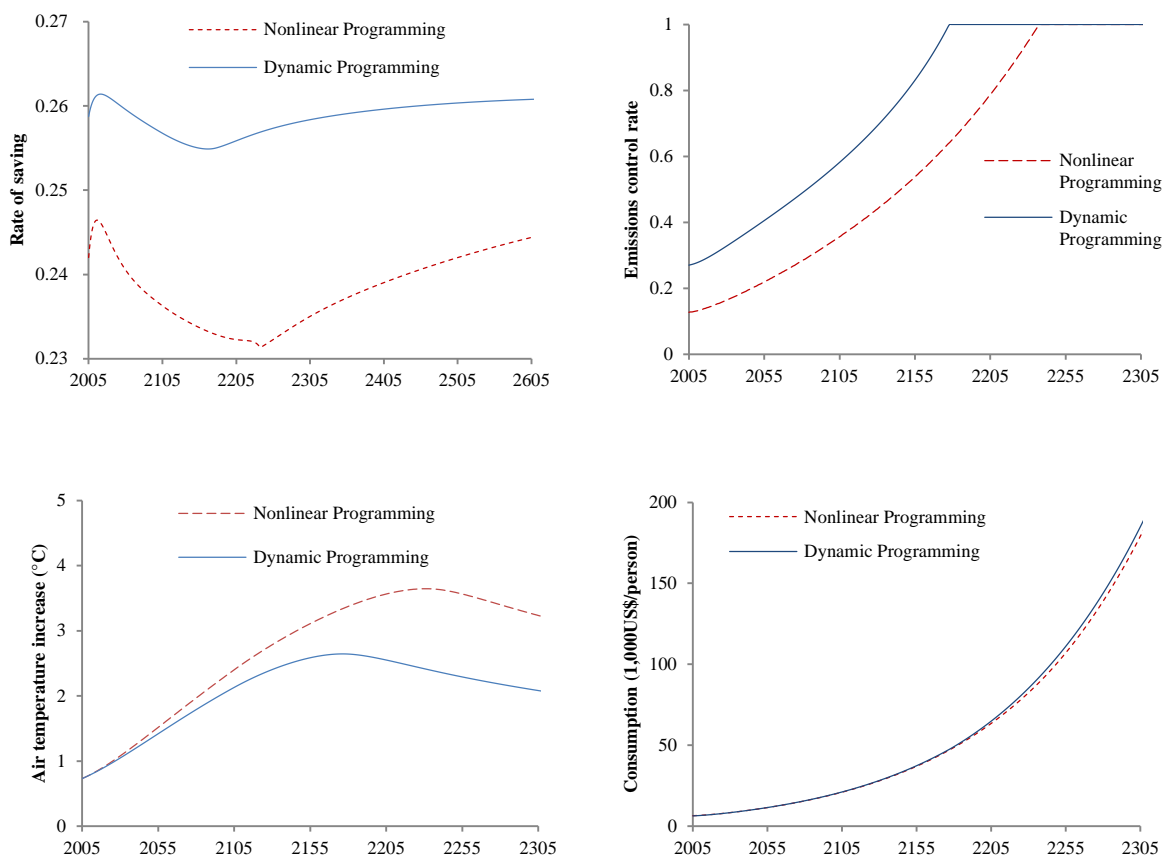 0.27
0.26
0.25
0.24
0.23
Rate of saving
Nonlinear Programming
Dynamic Programming
2005 2105 2205 2305 2405 2505 2605
1
0.8
0.6
0.4
0.2
0
Emissions control rate
Nonlinear
Programming
Dynamic
Programming
2005 2055 2105 2155 2205 2255 2305
5
4
3
2
1
0
Air temperature increase (°C)
Nonlinear Programming
Dynamic Programming
2005 2055 2105 2155 2205 2255 2305
200
150
100
50
0
Consumption (1,000US$/person)
Nonlinear Programming
Dynamic Programming
2005 2055 2105 2155 2205 2255 2305